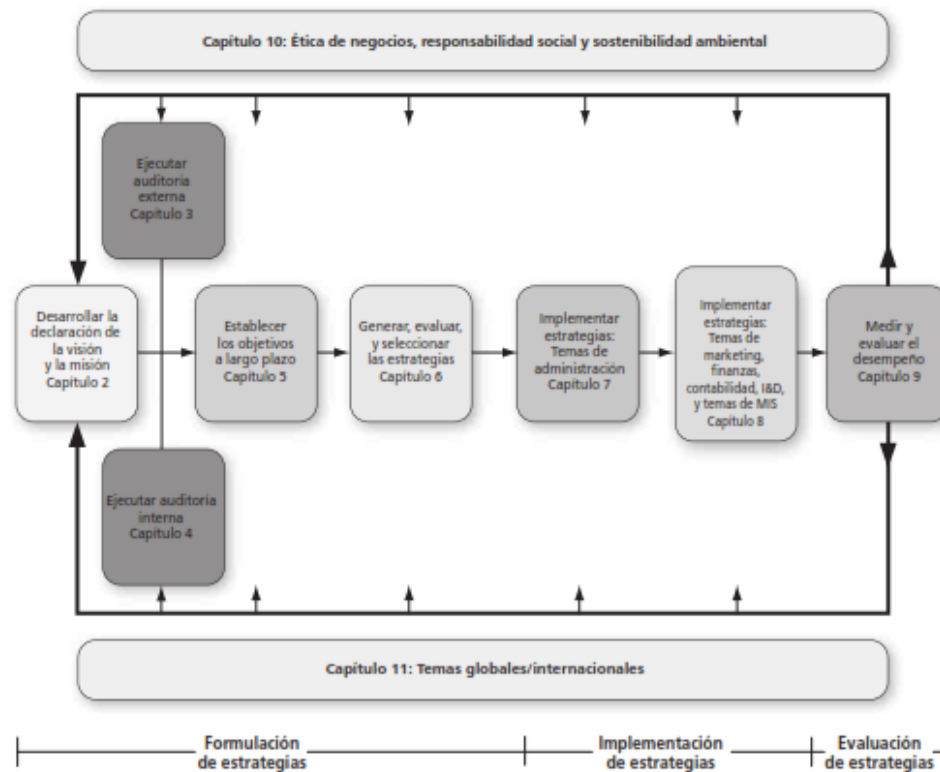 Capítulo 10: Ética de negocios, responsabilidad social y sostenibilidad ambiental
Ejecutar
auditoría
externa
Capítulo 3
Desarrollar la
declaración de
la visión
y la misión
Capítulo 2
Establecer
los objetivos
a largo plazo
Capítulo 5
Generar, evaluar,
y seleccionar
las estrategias
Capítulo 6
Implementar
estrategias:
Temas de
administración
Capítulo 7
Implementar
estrategias:
Temas de
marketing,
finanzas,
contabilidad, I&D,
y temas de MIS
Capítulo 8
Medir y
evaluar el
desempeño
Capítulo 9
Ejecutar auditoría
interna
Capítulo 4
Capítulo 11: Temas globales/internacionales
Formulación
de estrategias
Implementación
de estrategias
Evaluación
de estrategias